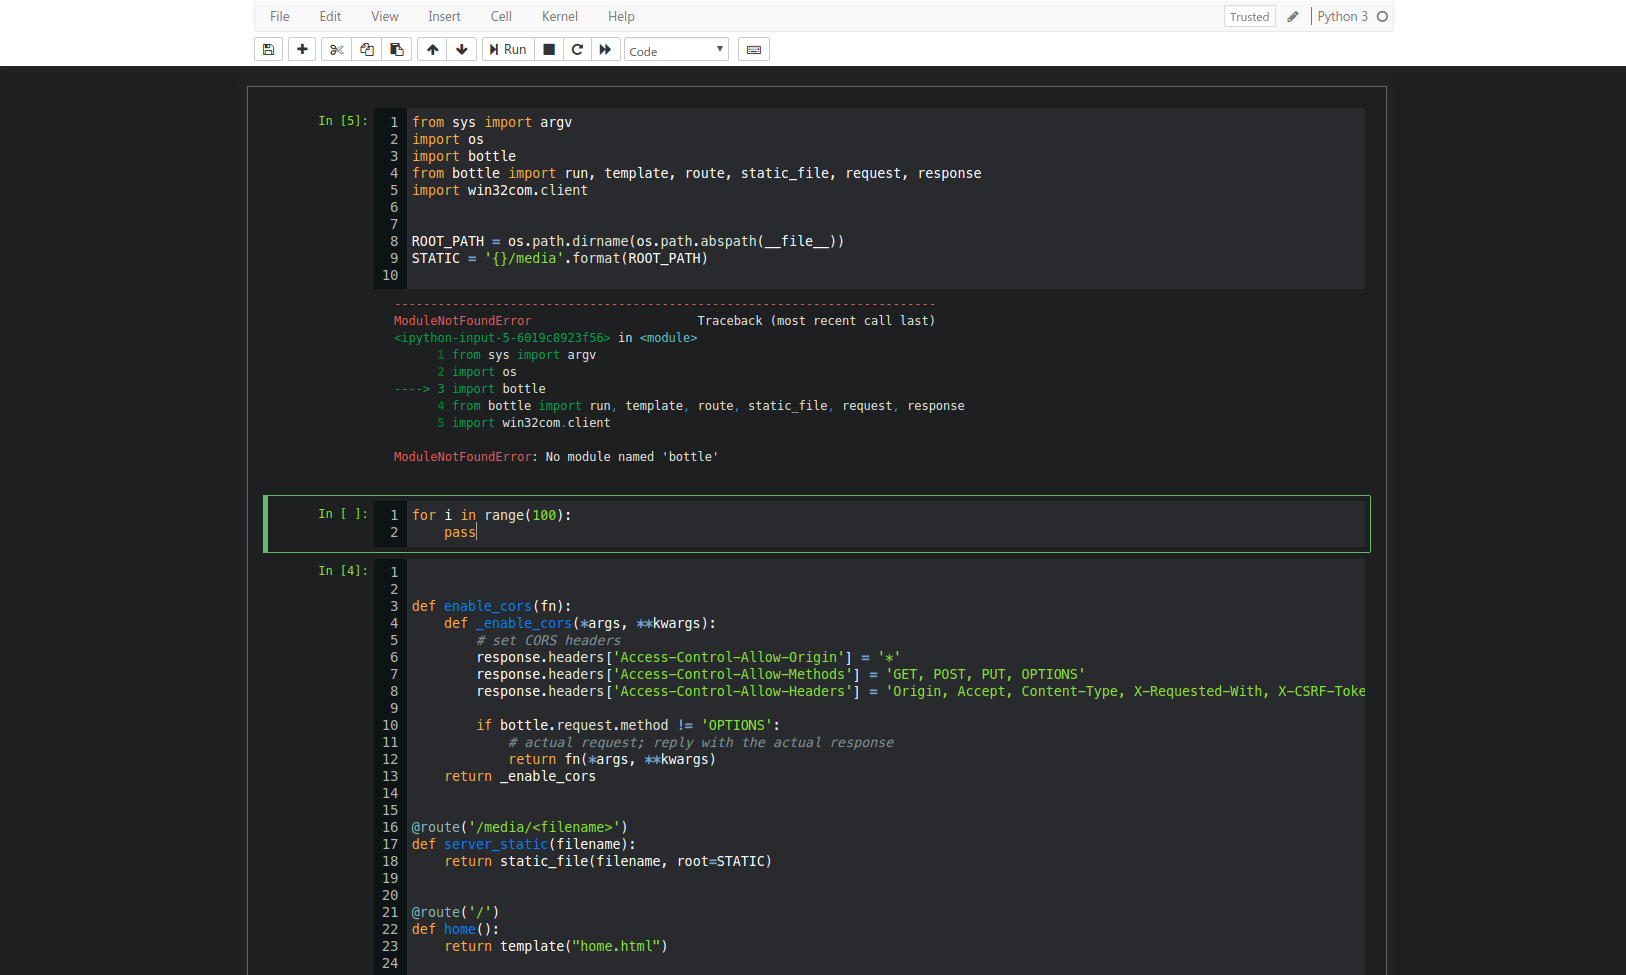 File Edit View Insert Cell Kernel Help Trusted Python 3
Run Code
In [5]:
1 from sys import argv
2 import os
3 import bottle
4 from bottle import run, template, route, static_file, request, response
5 import win32com.client
6
7
8 ROOT_PATH = os.path.dirname(os.path.abspath(__file__))
9 STATIC = '{}/media'.format(ROOT_PATH)
10
---------------------------------------------------------------------------
ModuleNotFoundError                       Traceback (most recent call last)
<ipython-input-5-6019c8923f56> in <module>
      1 from sys import argv
      2 import os
----> 3 import bottle
      4 from bottle import run, template, route, static_file, request, response
      5 import win32com.client
ModuleNotFoundError: No module named 'bottle'
In [ ]:
1 for i in range(100):
2     pass
In [4]:
1
2
3 def enable_cors(fn):
4     def _enable_cors(*args, **kwargs):
5         # set CORS headers
6         response.headers['Access-Control-Allow-Origin'] = '*'
7         response.headers['Access-Control-Allow-Methods'] = 'GET, POST, PUT, OPTIONS'
8         response.headers['Access-Control-Allow-Headers'] = 'Origin, Accept, Content-Type, X-Requested-With, X-CSRF-Toke
9
10         if bottle.request.method != 'OPTIONS':
11             # actual request; reply with the actual response
12             return fn(*args, **kwargs)
13     return _enable_cors
14
15
16 @route('/media/<filename>')
17 def server_static(filename):
18     return static_file(filename, root=STATIC)
19
20
21 @route('/')
22 def home():
23     return template("home.html")
24